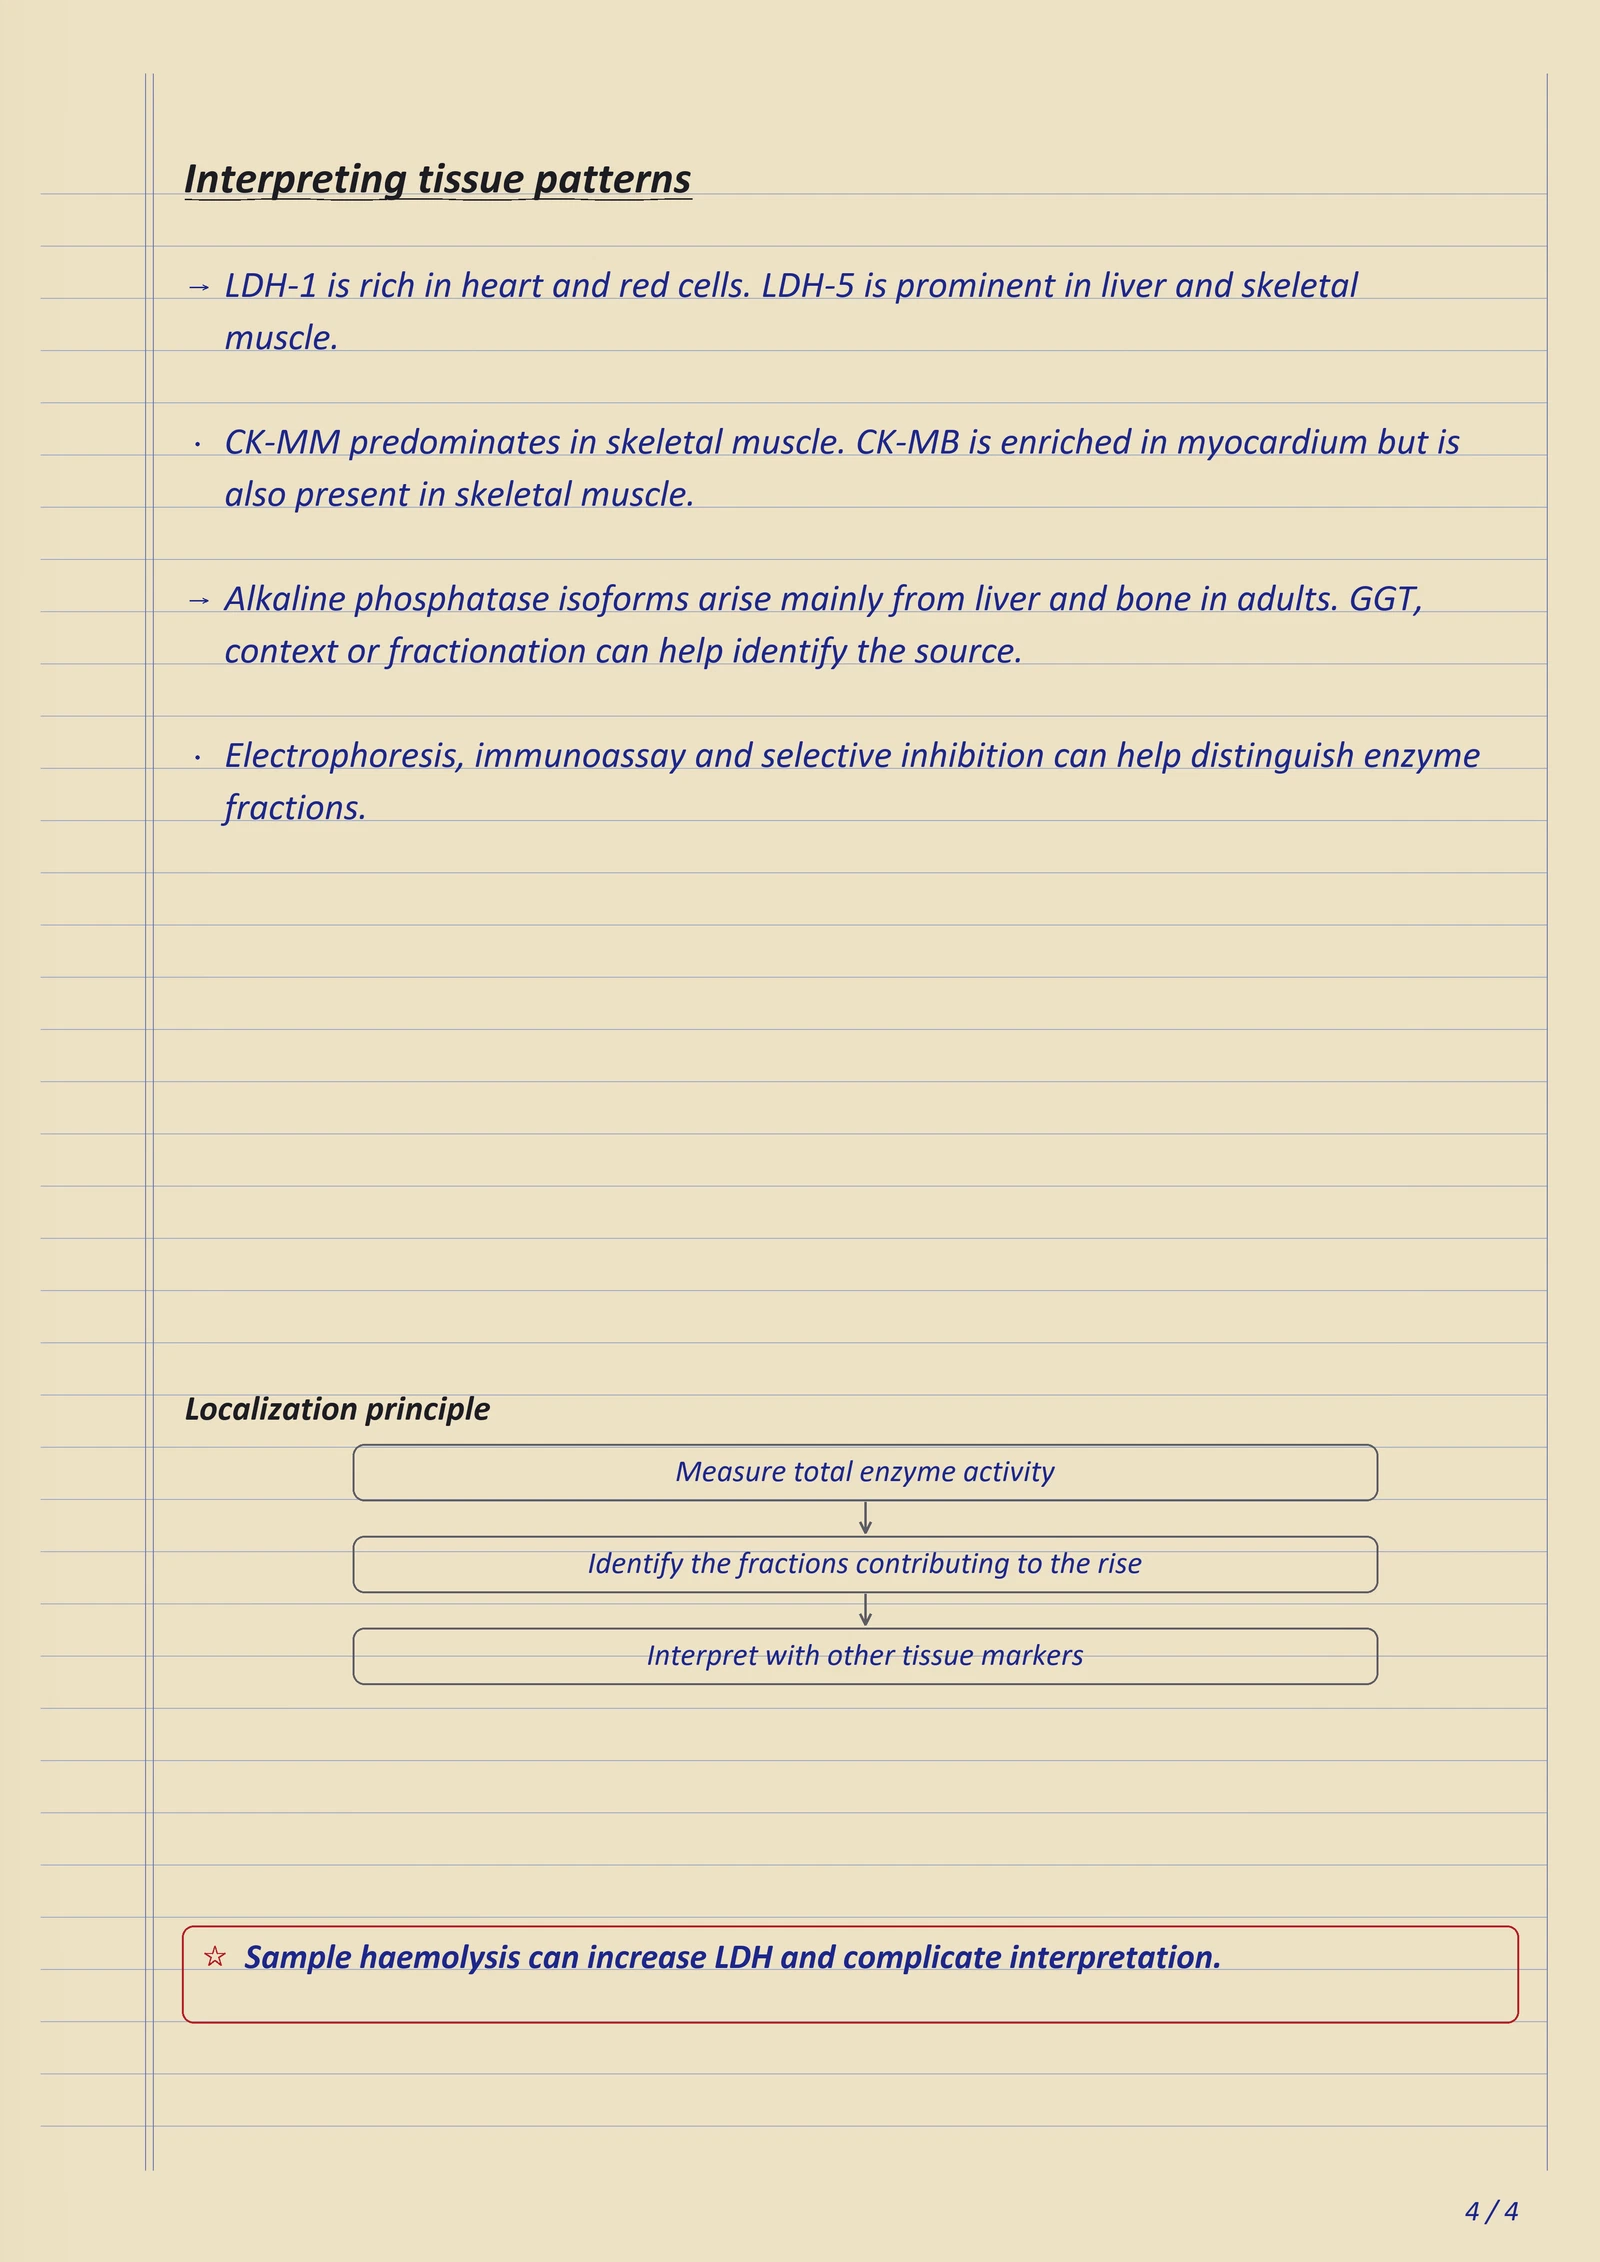 Interpreting tissue patterns
→ LDH-1 is rich in heart and red cells. LDH-5 is prominent in liver and skeletal
muscle.
· CK-MM predominates in skeletal muscle. CK-MB is enriched in myocardium but is
also present in skeletal muscle.
→ Alkaline phosphatase isoforms arise mainly from liver and bone in adults. GGT,
context or fractionation can help identify the source.
· Electrophoresis, immunoassay and selective inhibition can help distinguish enzyme
fractions.
Localization principle
Measure total enzyme activity
Identify the fractions contributing to the rise
Interpret with other tissue markers
☆ Sample haemolysis can increase LDH and complicate interpretation.
4 / 4